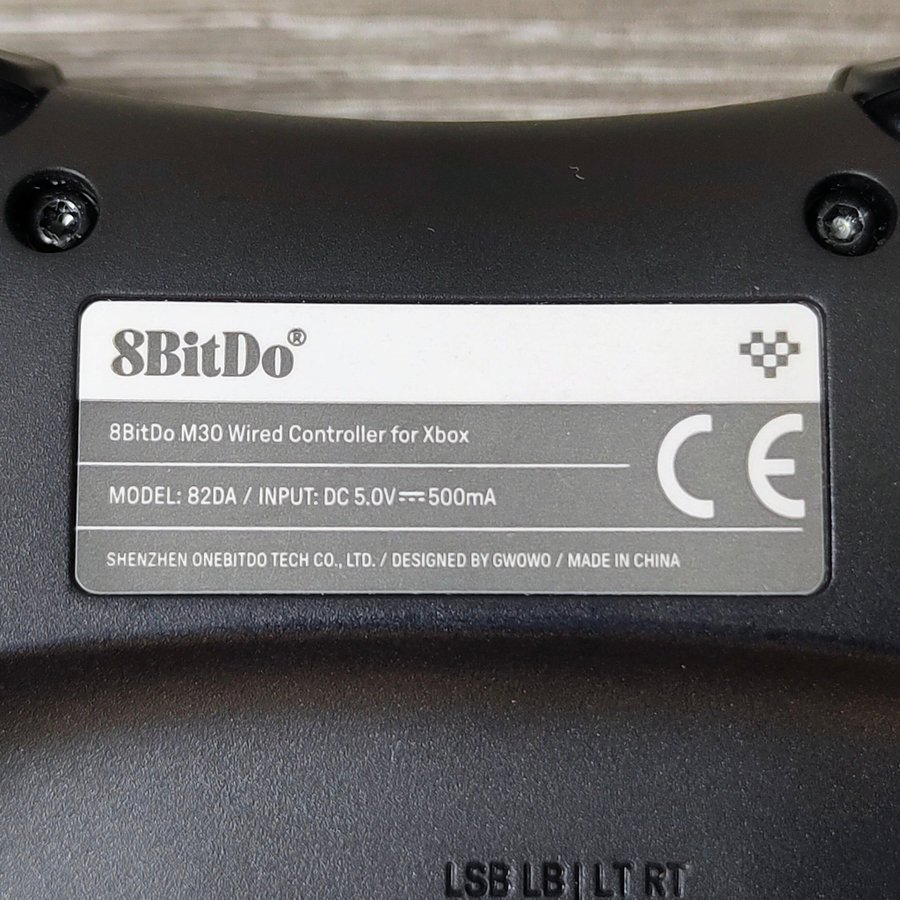 8BitDo®
8BitDo M30 Wired Controller for Xbox
CE
MODEL: 82DA / INPUT: DC 5.0V⎓500mA
SHENZHEN ONEBITDO TECH CO., LTD. / DESIGNED BY GWOWO / MADE IN CHINA
LSB LB | LT RT